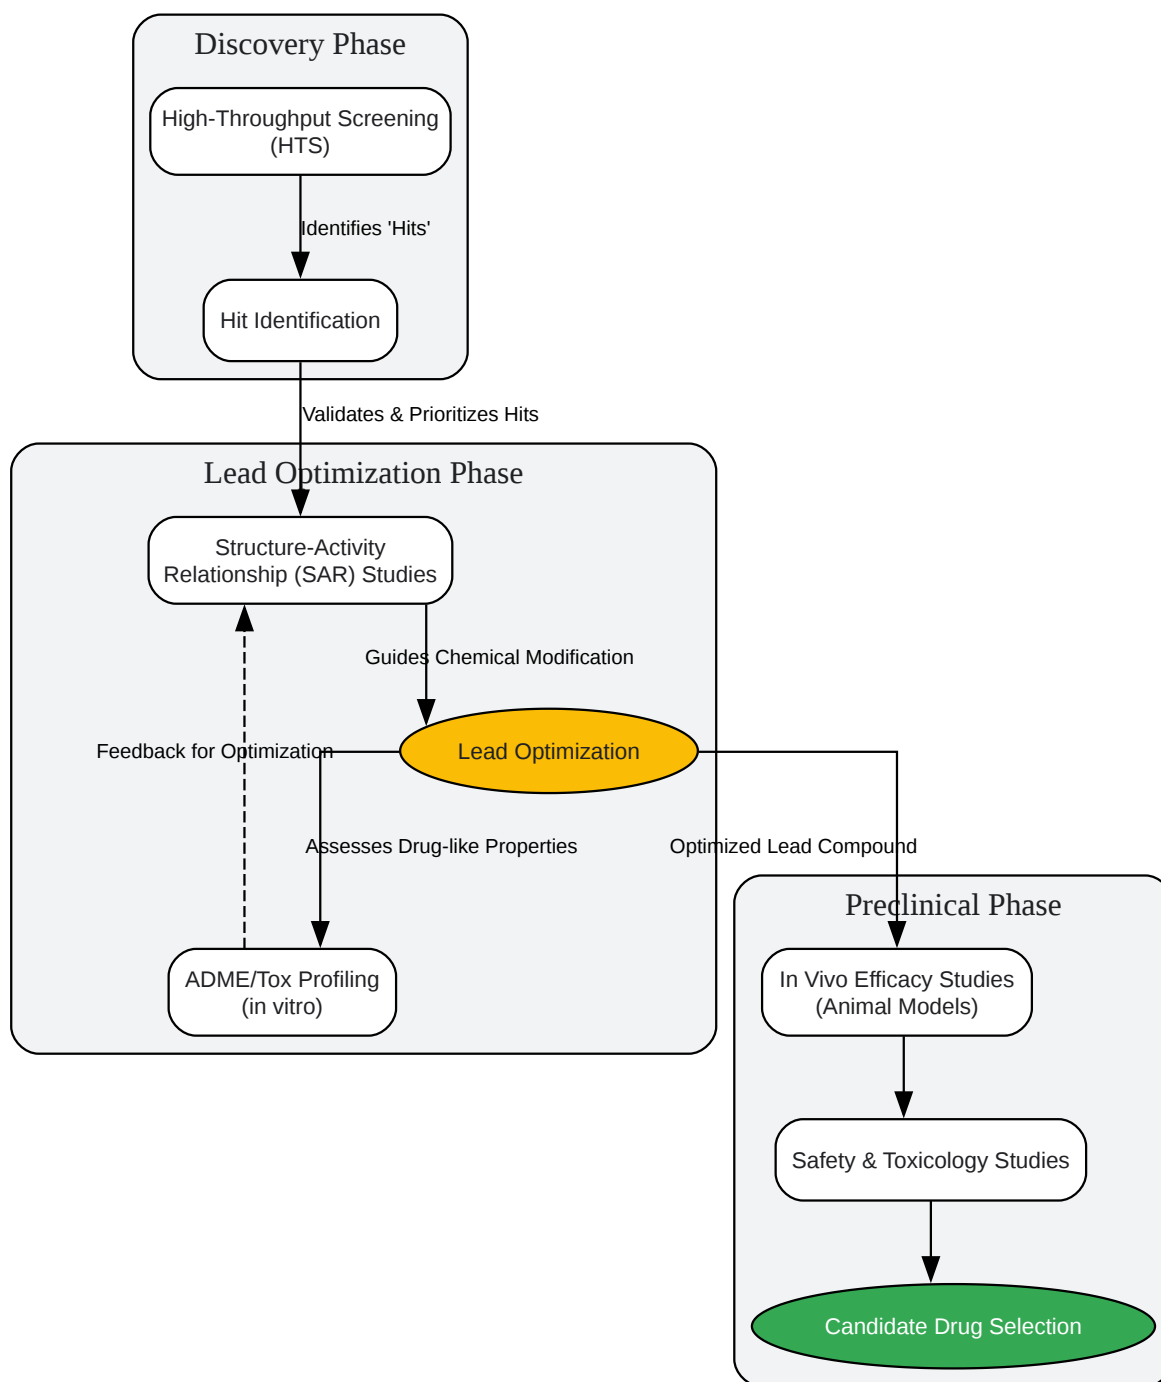 Discovery Phase
High-Throughput Screening
(HTS)
Identifies 'Hits'
Hit Identification
Validates & Prioritizes Hits
Lead Optimization Phase
Structure-Activity
Relationship (SAR) Studies
Guides Chemical Modification
Feedback for Optimization
Lead Optimization
Assesses Drug-like Properties
Optimized Lead Compound
Preclinical Phase
ADME/Tox Profiling
(in vitro)
In Vivo Efficacy Studies
(Animal Models)
Safety & Toxicology Studies
Candidate Drug Selection